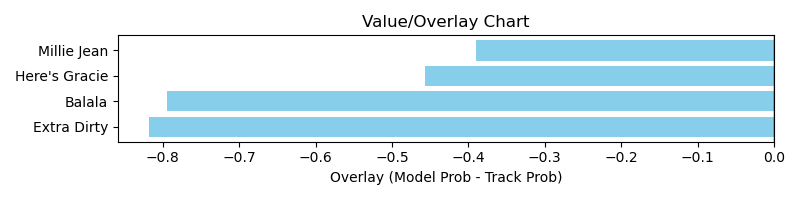 Value/Overlay Chart
Millie Jean
Here's Gracie
Balala
Extra Dirty
−0.8 −0.7 −0.6 −0.5 −0.4 −0.3 −0.2 −0.1 0.0
Overlay (Model Prob - Track Prob)